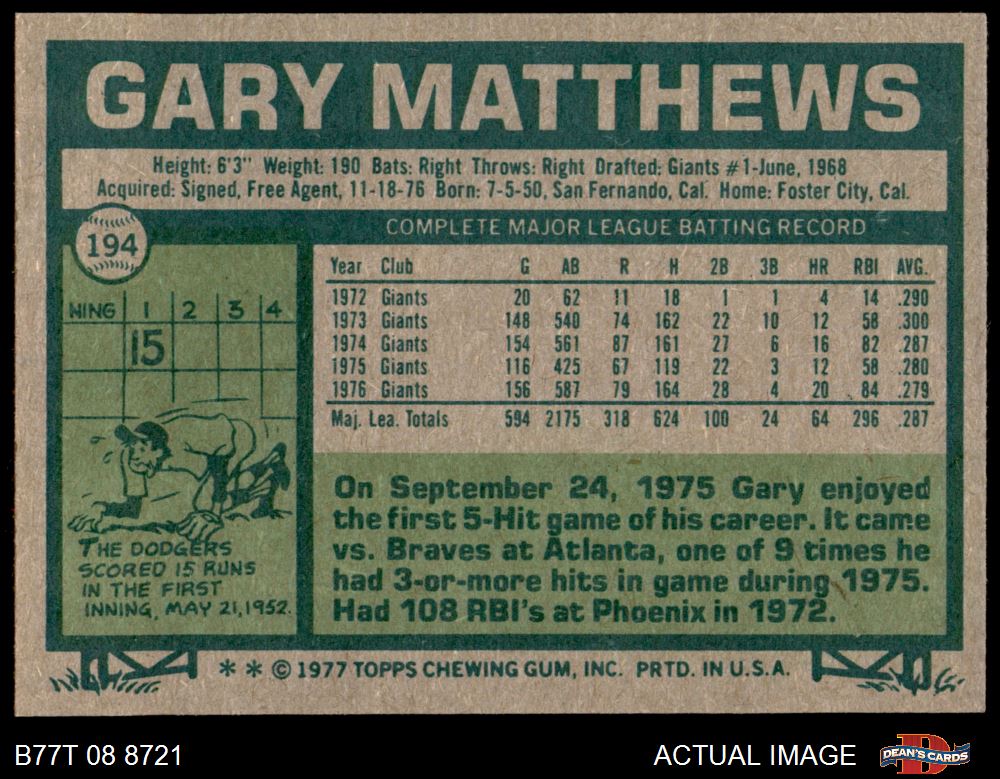 GARY MATTHEWS
Height: 6'3" Weight: 190 Bats: Right Throws: Right Drafted: Giants #1-June, 1968
Acquired: Signed, Free Agent, 11-18-76 Born: 7-5-50, San Fernando, Cal. Home: Foster City, Cal.
194
NING 1 2 3 4
15
THE DODGERS
SCORED 15 RUNS
IN THE FIRST
INNING, MAY 21, 1952.
COMPLETE MAJOR LEAGUE BATTING RECORD
Year Club G AB R H 2B 3B HR RBI AVG.
1972 Giants 20 62 11 18 1 1 4 14 .290
1973 Giants 148 540 74 162 22 10 12 58 .300
1974 Giants 154 561 87 161 27 6 16 82 .287
1975 Giants 116 425 67 119 22 3 12 58 .280
1976 Giants 156 587 79 164 28 4 20 84 .279
Maj. Lea. Totals 594 2175 318 624 100 24 64 296 .287
On September 24, 1975 Gary enjoyed
the first 5-Hit game of his career. It came
vs. Braves at Atlanta, one of 9 times he
had 3-or-more hits in game during 1975.
Had 108 RBI's at Phoenix in 1972.
* * © 1977 TOPPS CHEWING GUM, INC. PRTD. IN U.S.A.
B77T 08 8721
ACTUAL IMAGE
DEAN'S CARDS